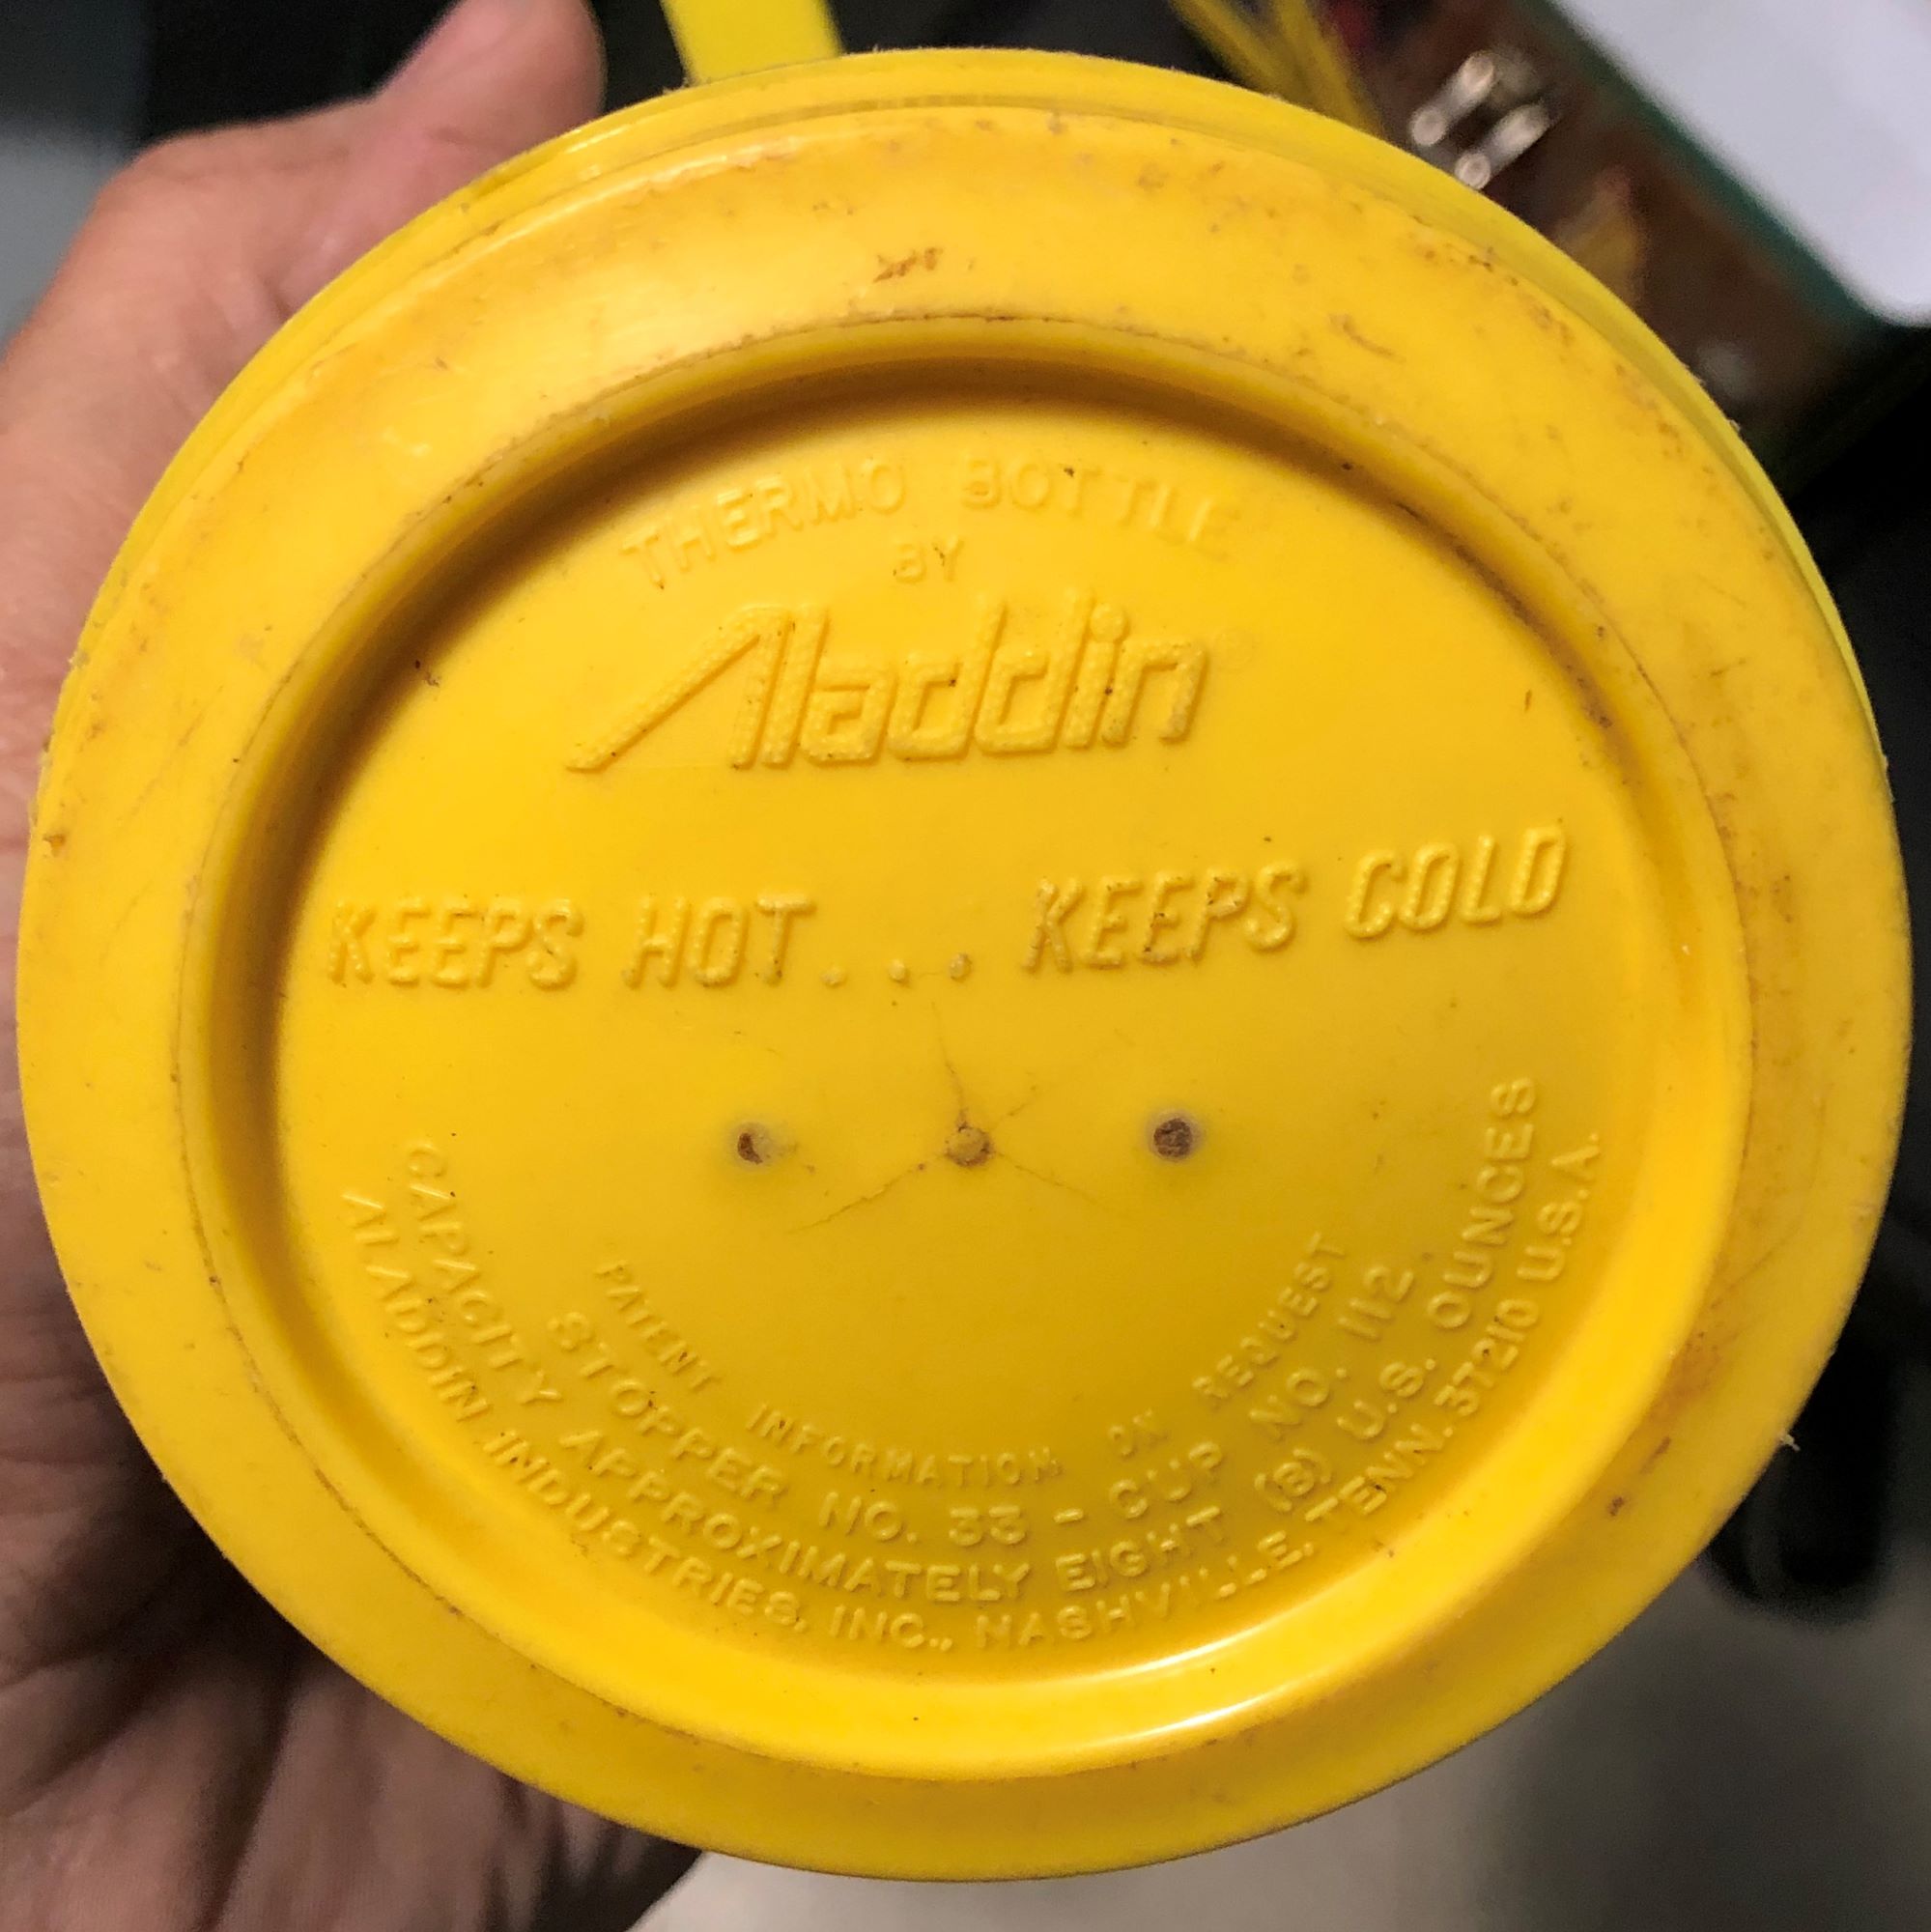 THERMO BOTTLE
BY
Aladdin®
KEEPS HOT... KEEPS COLD
PATENT INFORMATION ON REQUEST
STOPPER NO. 33 - CUP NO. 112
CAPACITY APPROXIMATELY EIGHT (8) U.S. OUNCES
ALADDIN INDUSTRIES, INC., NASHVILLE, TENN. 37210 U.S.A.